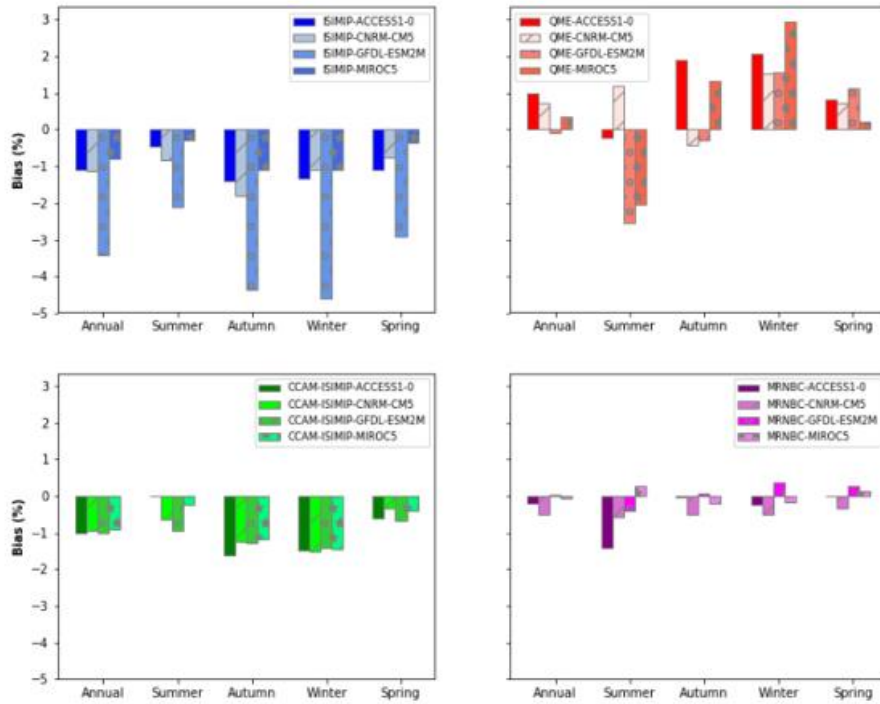 3
2
1
0
−1
−2
−3
−4
−5
Bias (%)
ISIMIP-ACCESS1-0
ISIMIP-CNRM-CM5
ISIMIP-GFDL-ESM2M
ISIMIP-MIROC5
Annual Summer Autumn Winter Spring
QME-ACCESS1-0
QME-CNRM-CM5
QME-GFDL-ESM2M
QME-MIROC5
Annual Summer Autumn Winter Spring
3
2
1
0
−1
−2
−3
−4
−5
Bias (%)
CCAM-ISIMIP-ACCESS1-0
CCAM-ISIMIP-CNRM-CM5
CCAM-ISIMIP-GFDL-ESM2M
CCAM-ISIMIP-MIROC5
Annual Summer Autumn Winter Spring
MRNBC-ACCESS1-0
MRNBC-CNRM-CM5
MRNBC-GFDL-ESM2M
MRNBC-MIROC5
Annual Summer Autumn Winter Spring